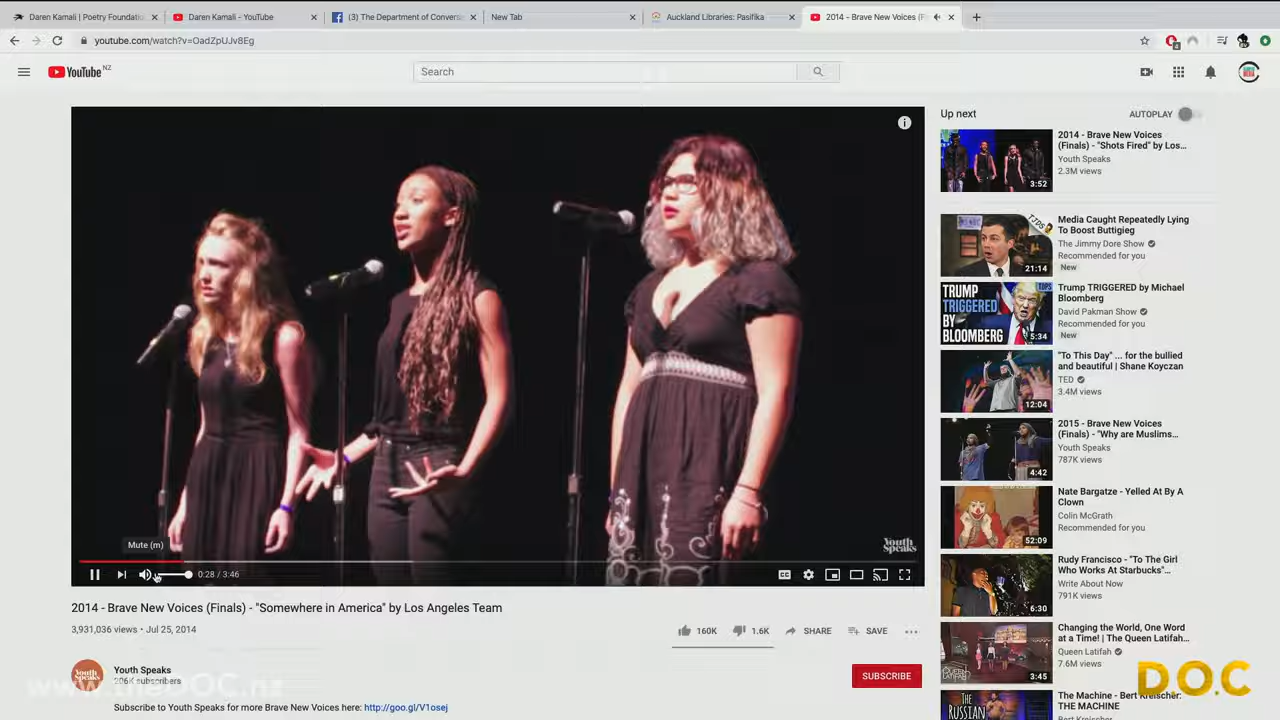 Daren Kamali | Poetry Foundatio
Daren Kamali - YouTube
(3) The Department of Conversa
New Tab
Auckland Libraries: Pasifika
2014 - Brave New Voices (F
youtube.com/watch?v=OadZpUJv8Eg
YouTube NZ
Search
Up next
AUTOPLAY
2014 - Brave New Voices
(Finals) - "Shots Fired" by Los...
Youth Speaks
2.3M views
3:52
Media Caught Repeatedly Lying
To Boost Buttigieg
The Jimmy Dore Show
Recommended for you
New
21:14
TRUMP
TRIGGERED
BY
BLOOMBERG
TDPS
5:34
Trump TRIGGERED by Michael
Bloomberg
David Pakman Show
Recommended for you
New
"To This Day" ... for the bullied
and beautiful | Shane Koyczan
TED
3.4M views
12:04
2015 - Brave New Voices
(Finals) - "Why are Muslims...
Youth Speaks
787K views
4:42
Nate Bargatze - Yelled At By A
Clown
Colin McGrath
Recommended for you
52:09
Rudy Francisco - "To The Girl
Who Works At Starbucks"...
Write About Now
791K views
6:30
Changing the World, One Word
at a Time! | The Queen Latifah...
Queen Latifah
7.6M views
3:45
THE
RUSSIAN
The Machine - Bert Kreischer:
THE MACHINE
Bert Kreischer
Youth
Speaks
Mute (m)
0:28 / 3:46
2014 - Brave New Voices (Finals) - "Somewhere in America" by Los Angeles Team
3,931,036 views • Jul 25, 2014
160K
1.6K
SHARE
SAVE
Youth Speaks
206K subscribers
SUBSCRIBE
Subscribe to Youth Speaks for more Brave New Voices here: http://goo.gl/V1osej
D.O.C